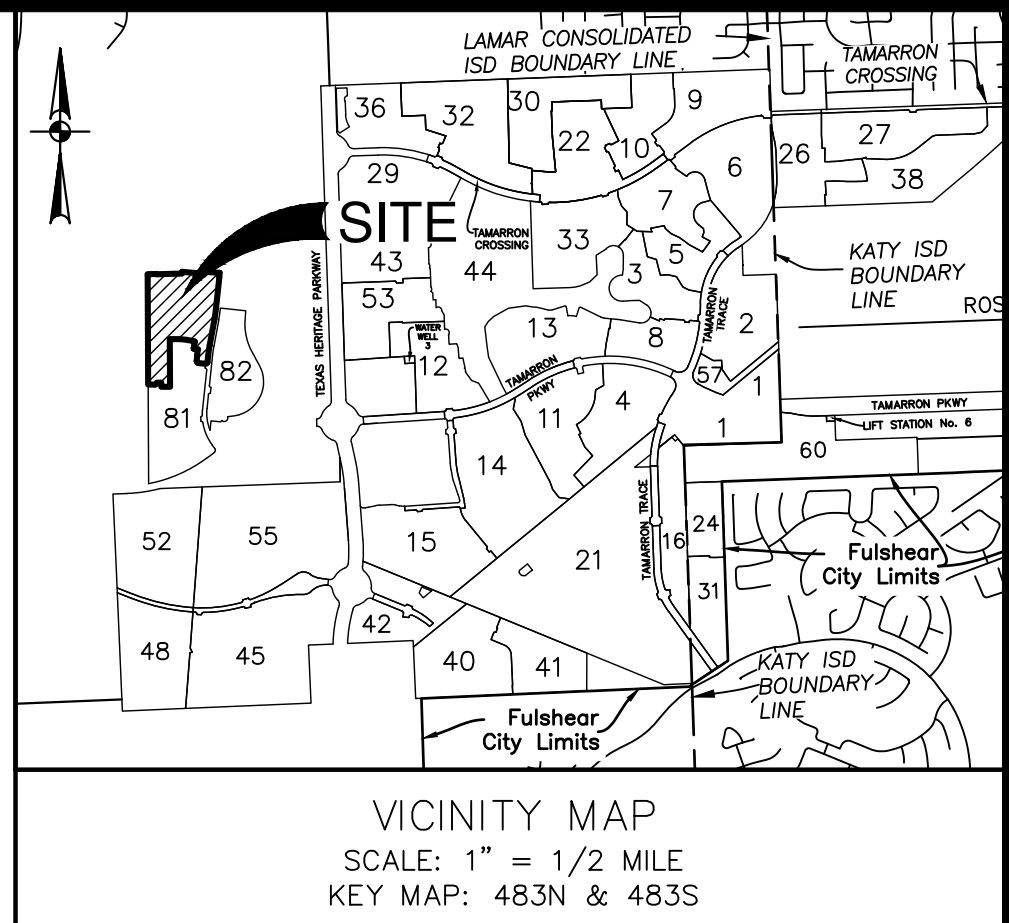 LAMAR CONSOLIDATED
ISD BOUNDARY LINE
TAMARRON
CROSSING
36
32
30
22
10
9
6
26
27
38
29
SITE
TAMARRON
CROSSING
33
7
5
3
KATY ISD
BOUNDARY
LINE
ROS
43
44
53
TEXAS HERITAGE PARKWAY
WATER
WELL
3
12
13
8
TAMARRON
TRACE
2
82
81
TAMARRON
PKWY
57
1
1
11
4
TAMARRON PKWY
LIFT STATION No. 6
60
14
52
55
15
21
TAMARRON TRACE
16
24
31
Fulshear
City Limits
48
45
42
40
41
KATY ISD
BOUNDARY
LINE
Fulshear
City Limits
VICINITY MAP
SCALE: 1" = 1/2 MILE
KEY MAP: 483N & 483S